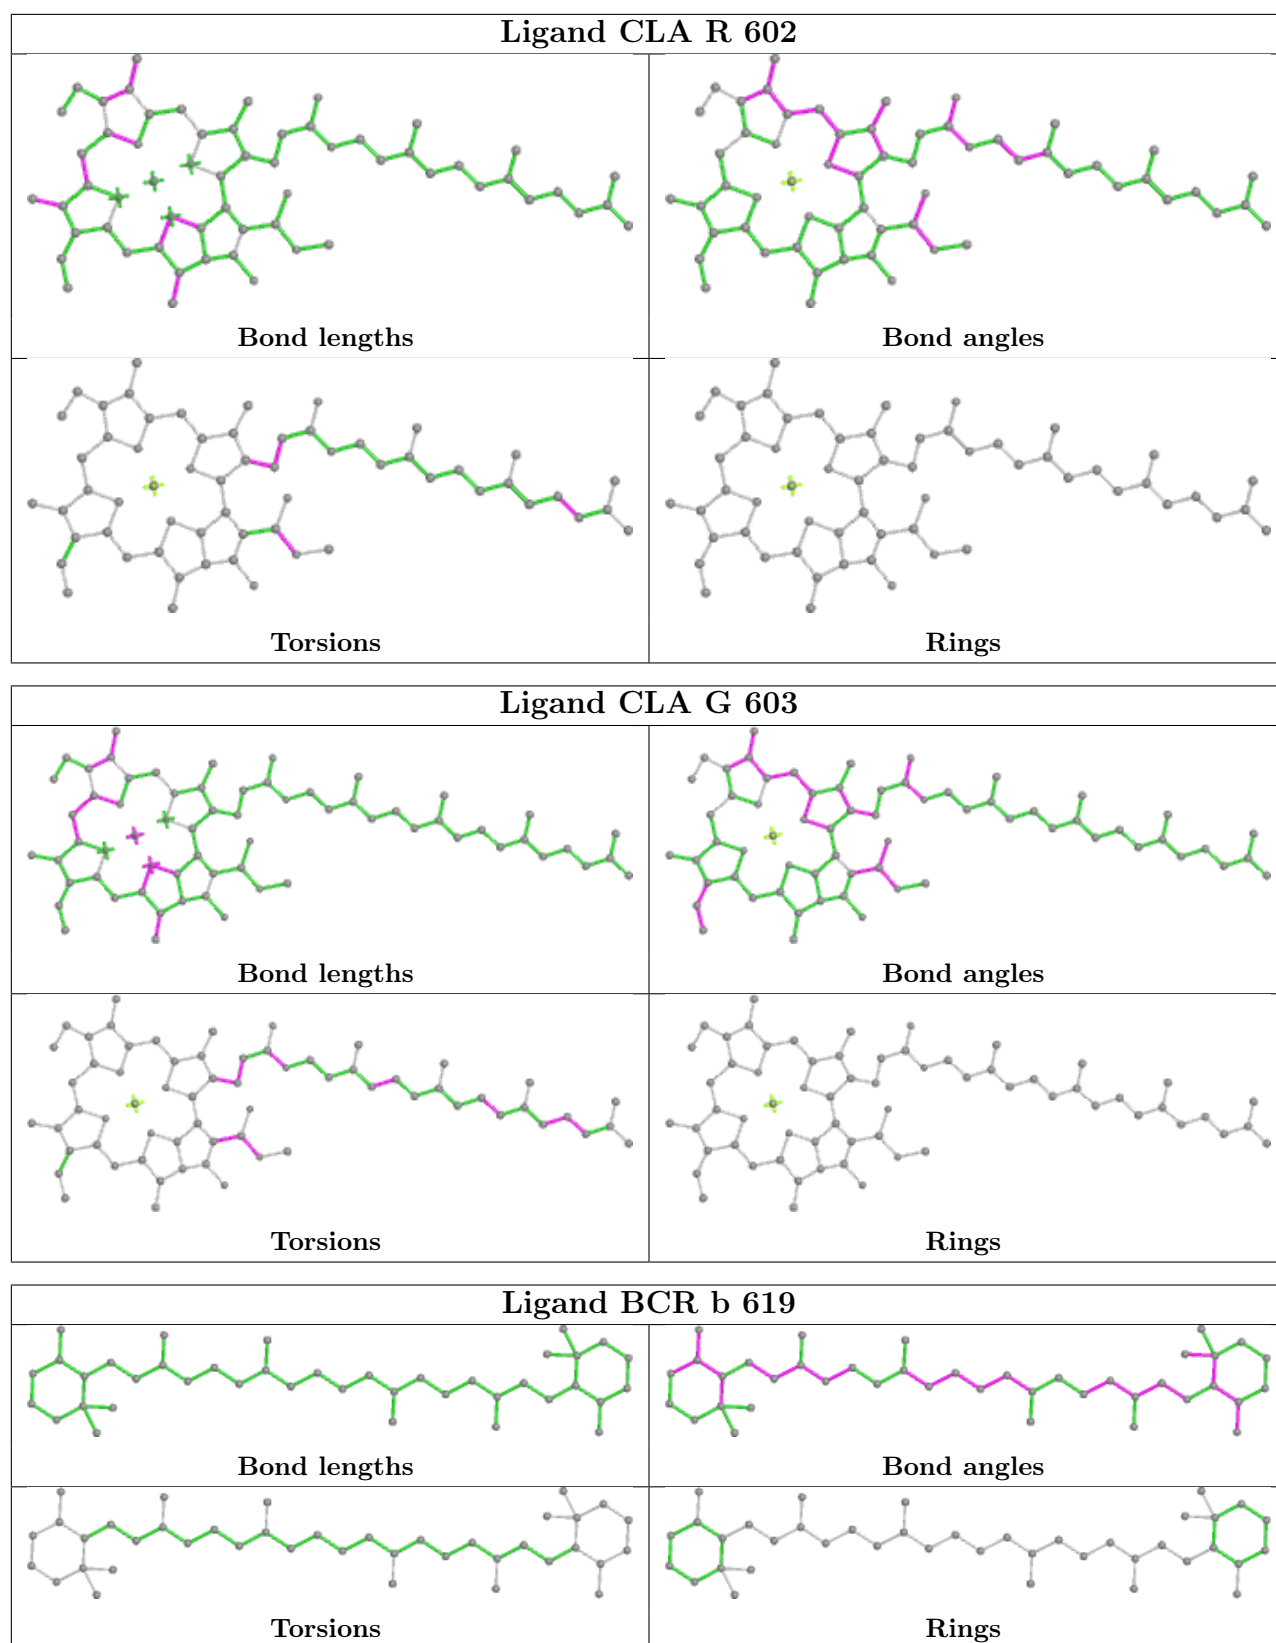 Ligand CLA R 602
Bond lengths
Bond angles
Torsions
Rings
Ligand CLA G 603
Bond lengths
Bond angles
Torsions
Rings
Ligand BCR b 619
Bond lengths
Bond angles
Torsions
Rings